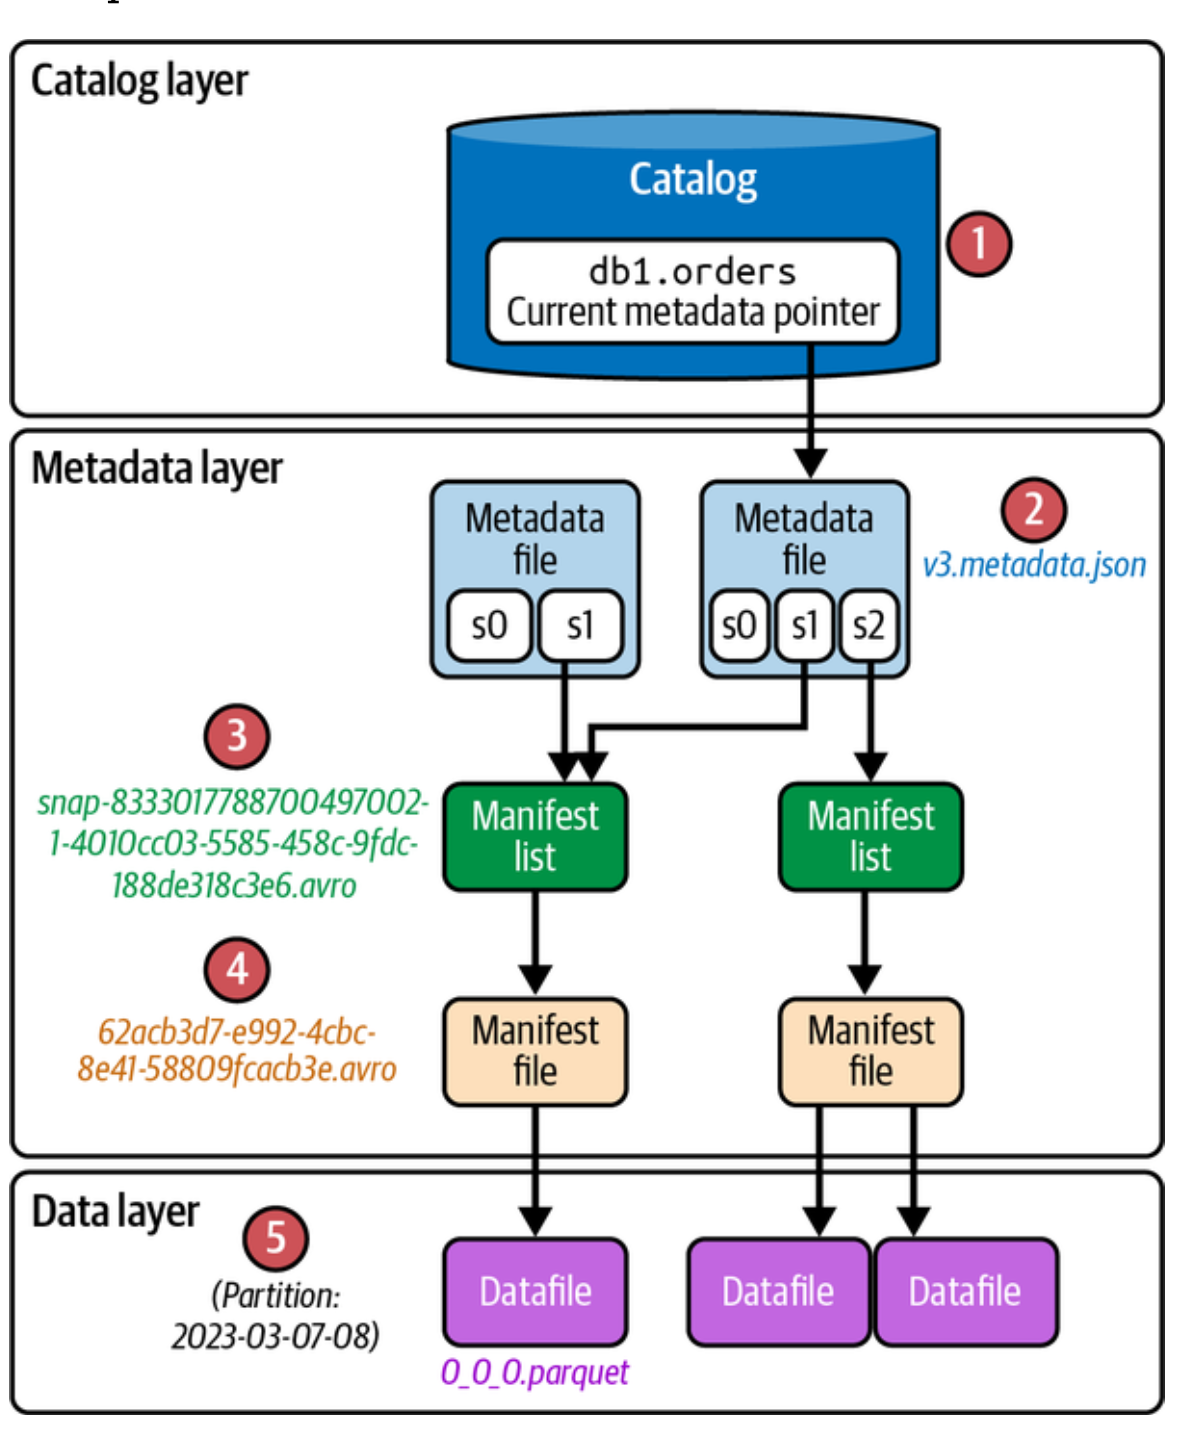 Catalog layer
Catalog
1
db1.orders
Current metadata pointer
Metadata layer
Metadata
file
s0
s1
Metadata
file
s0
s1
s2
2
v3.metadata.json
3
snap-8333017788700497002-
1-4010cc03-5585-458c-9fdc-
188de318c3e6.avro
Manifest
list
Manifest
list
4
62acb3d7-e992-4cbc-
8e41-58809fcacb3e.avro
Manifest
file
Manifest
file
Data layer
5
(Partition:
2023-03-07-08)
Datafile
0_0_0.parquet
Datafile
Datafile